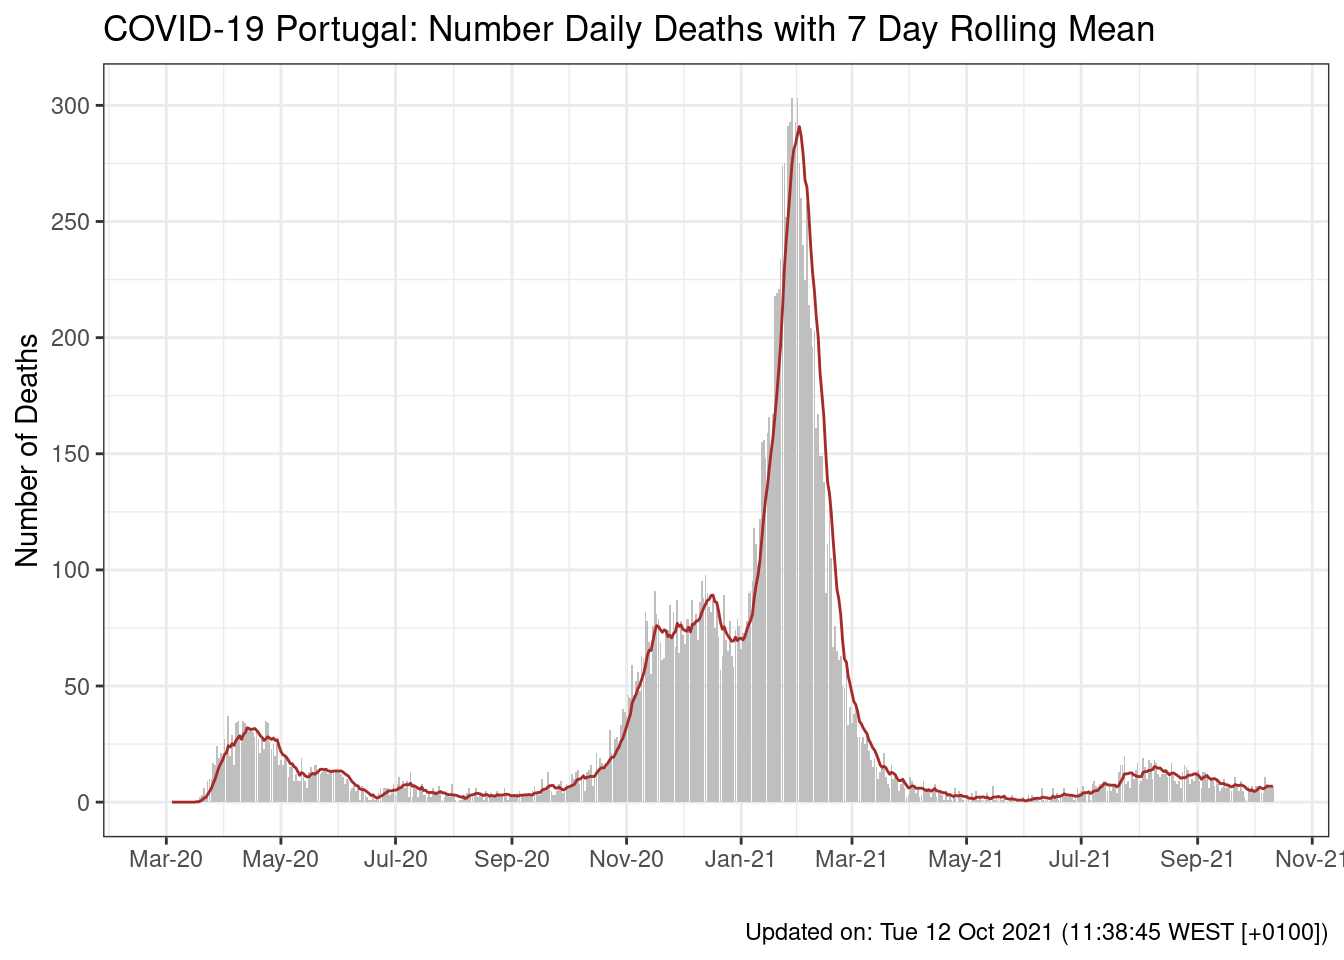 COVID-19 Portugal: Number Daily Deaths with 7 Day Rolling Mean
Number of Deaths
300
250
200
150
100
50
0
Mar-20 May-20 Jul-20 Sep-20 Nov-20 Jan-21 Mar-21 May-21 Jul-21 Sep-21 Nov-21
Updated on: Tue 12 Oct 2021 (11:38:45 WEST [+0100])